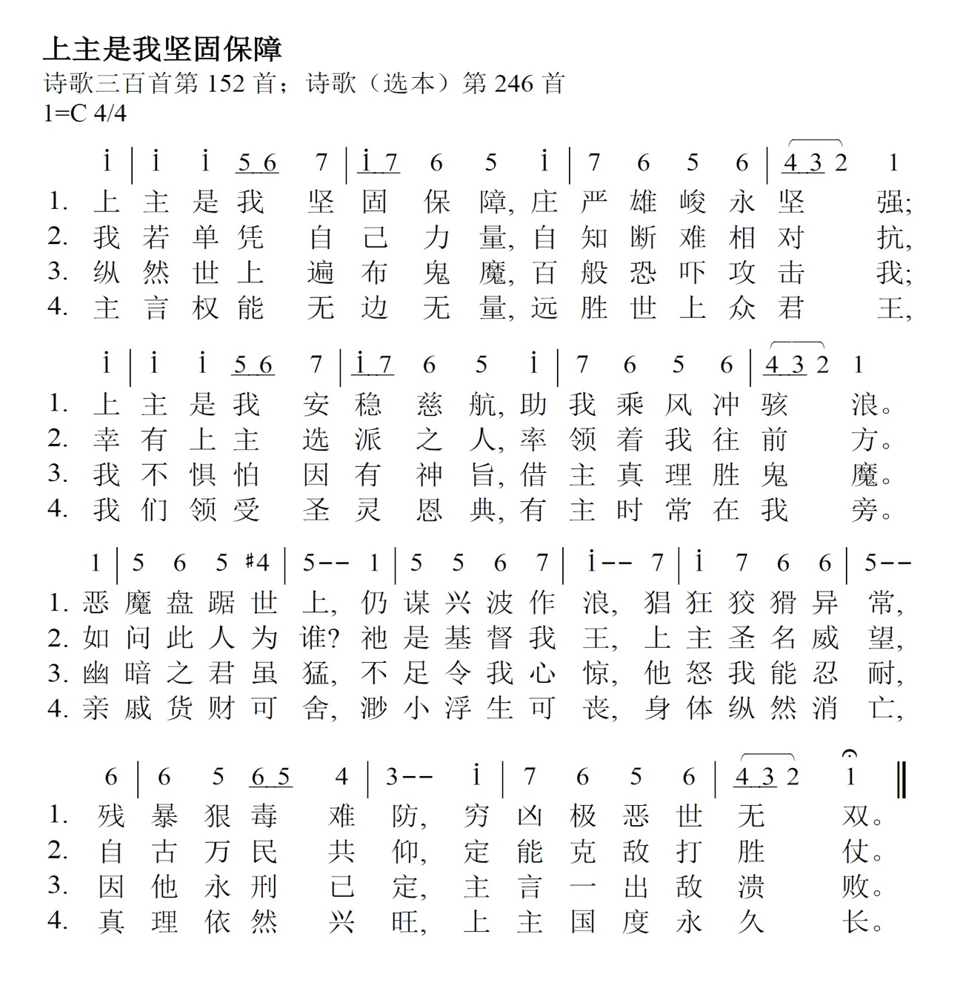 上主是我坚固保障
诗歌三百首第 152 首；诗歌（选本）第 246 首
1=C 4/4
i | i i 5 6 7 | i 7 6 5 i | 7 6 5 6 | 4 3 2 1
1. 上主是我坚固保障, 庄严雄峻永坚强;
2. 我若单凭自己力量, 自知断难相对抗,
3. 纵然世上遍布鬼魔, 百般恐吓攻击我;
4. 主言权能无边无量, 远胜世上众君王,
i | i i 5 6 7 | i 7 6 5 i | 7 6 5 6 | 4 3 2 1
1. 上主是我安稳慈航, 助我乘风冲骇浪。
2. 幸有上主选派之人, 率领着我往前方。
3. 我不惧怕因有神旨, 借主真理胜鬼魔。
4. 我们领受圣灵恩典, 有主时常在我旁。
1 | 5 6 5 #4 | 5-- 1 | 5 5 6 7 | i-- 7 | i 7 6 6 | 5--
1. 恶魔盘踞世上, 仍谋兴波作浪, 猖狂狡猾异常,
2. 如问此人为谁? 祂是基督我王, 上主圣名威望,
3. 幽暗之君虽猛, 不足令我心惊, 他怒我能忍耐,
4. 亲戚货财可舍, 渺小浮生可丧, 身体纵然消亡,
6 | 6 5 6 5 4 | 3-- i | 7 6 5 6 | 4 3 2 i
1. 残暴狠毒难防, 穷凶极恶世无双。
2. 自古万民共仰, 定能克敌打胜仗。
3. 因他永刑已定, 主言一出敌溃败。
4. 真理依然兴旺, 上主国度永久长。